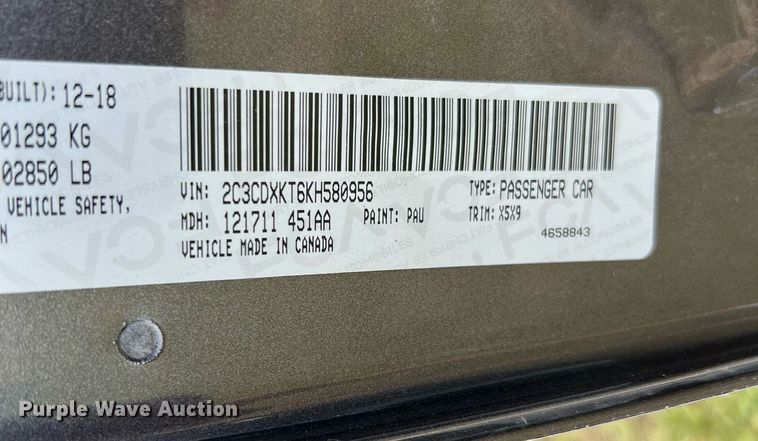 BUILT): 12-18
01293 KG
02850 LB
VEHICLE SAFETY,
N
VIN: 2C3CDXKT6KH580956 TYPE: PASSENGER CAR
MDH: 121711 451AA PAINT: PAU TRIM: X5X9
VEHICLE MADE IN CANADA 4658843
Purple Wave Auction